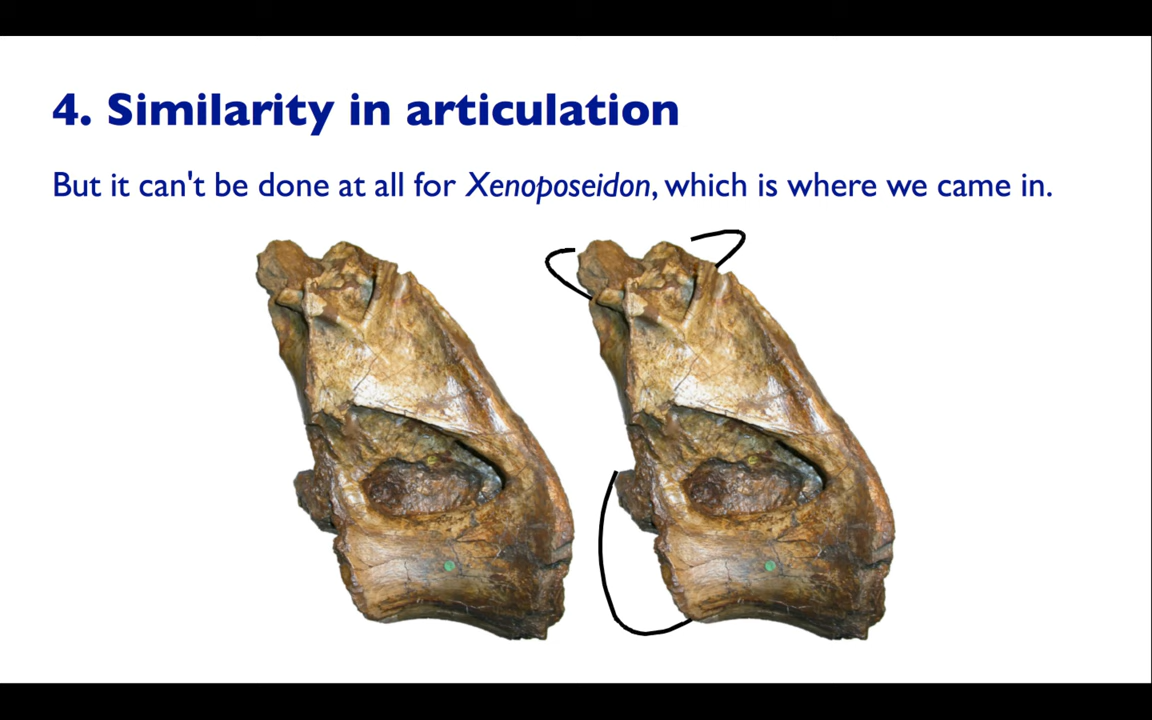 4. Similarity in articulation
But it can't be done at all for Xenoposeidon, which is where we came in.